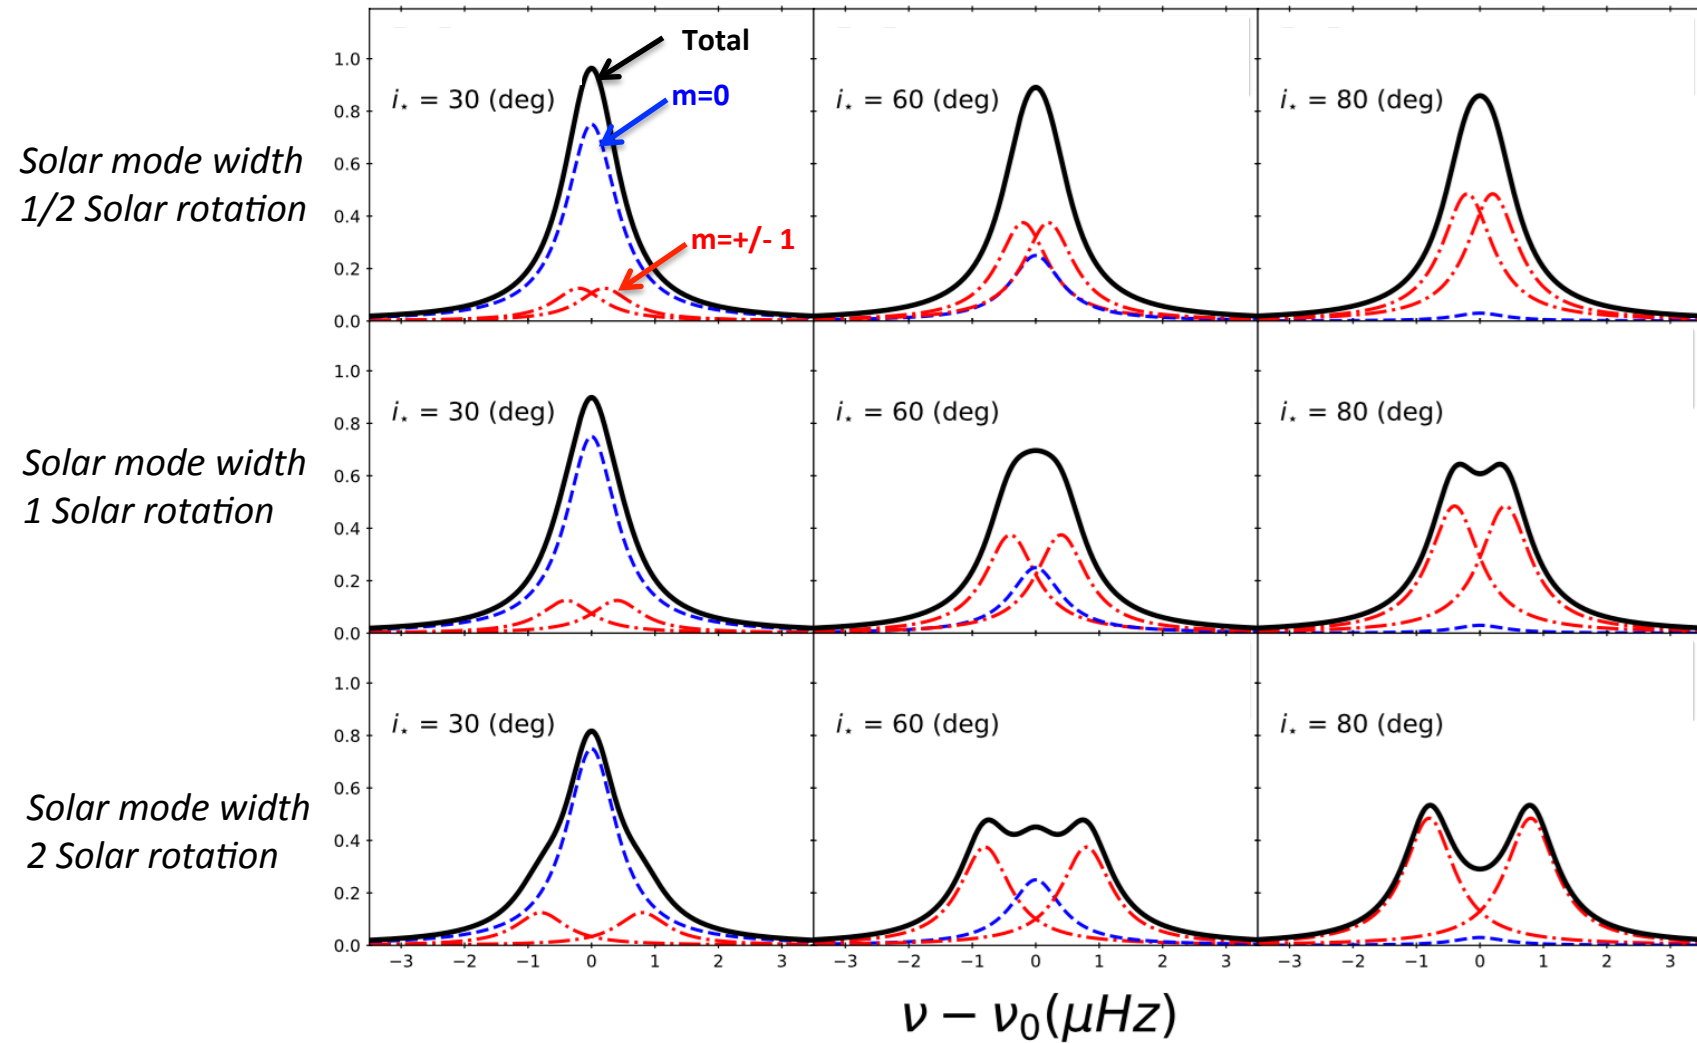 Total
m=0
m=+/- 1
Solar mode width
1/2 Solar rotation
i⋆ = 30 (deg)
i⋆ = 60 (deg)
i⋆ = 80 (deg)
1.0
0.8
0.6
0.4
0.2
0.0
Solar mode width
1 Solar rotation
i⋆ = 30 (deg)
i⋆ = 60 (deg)
i⋆ = 80 (deg)
1.0
0.8
0.6
0.4
0.2
0.0
Solar mode width
2 Solar rotation
i⋆ = 30 (deg)
i⋆ = 60 (deg)
i⋆ = 80 (deg)
1.0
0.8
0.6
0.4
0.2
0.0
−3 −2 −1 0 1 2 3 −3 −2 −1 0 1 2 3 −3 −2 −1 0 1 2 3
ν − ν₀(μHz)